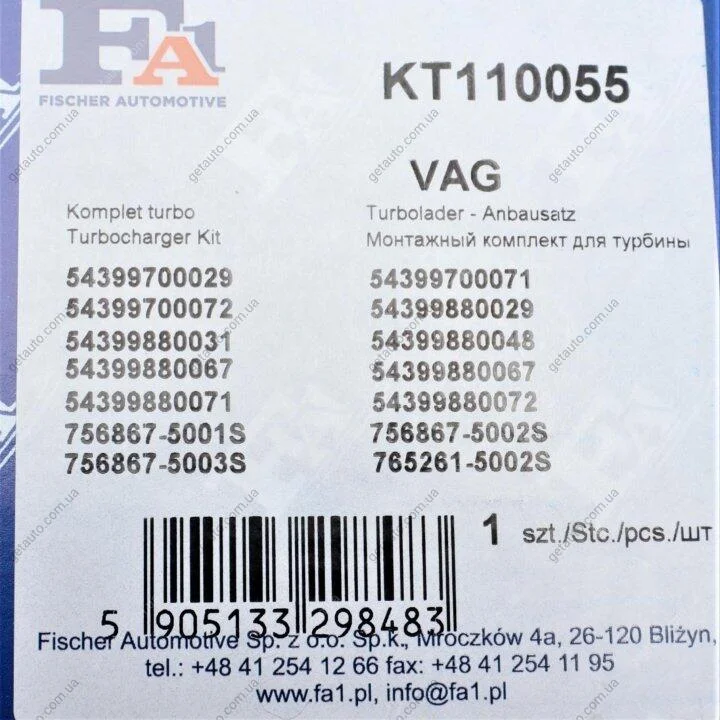 FA1
FISCHER AUTOMOTIVE
KT110055
VAG
Komplet turbo
Turbocharger Kit
Turbolader - Anbausatz
Монтажный комплект для турбины
54399700029 54399700071
54399700072 54399880029
54399880031 54399880048
54399880067 54399880067
54399880071 54399880072
756867-5001S 756867-5002S
756867-5003S 765261-5002S
1 szt./Stc./pcs./шт
5 905133 298483
Fischer Automotive Sp. z o.o. Sp.k., Mroczków 4a, 26-120 Bliżyn,
tel.: +48 41 254 12 66 fax: +48 41 254 11 95
www.fa1.pl, info@fa1.pl
getauto.com.ua